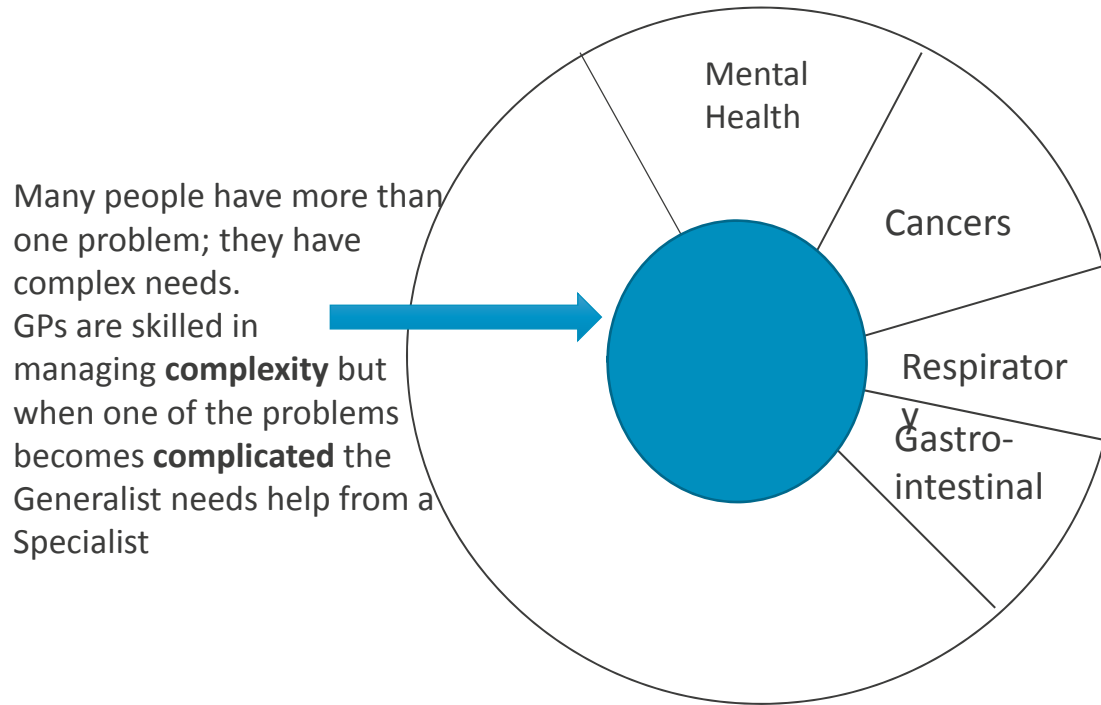 Mental
Health
Many people have more than
one problem; they have
complex needs.
GPs are skilled in
managing complexity but
when one of the problems
becomes complicated the
Generalist needs help from a
Specialist
Cancers
Respirator
y
Gastro-
intestinal